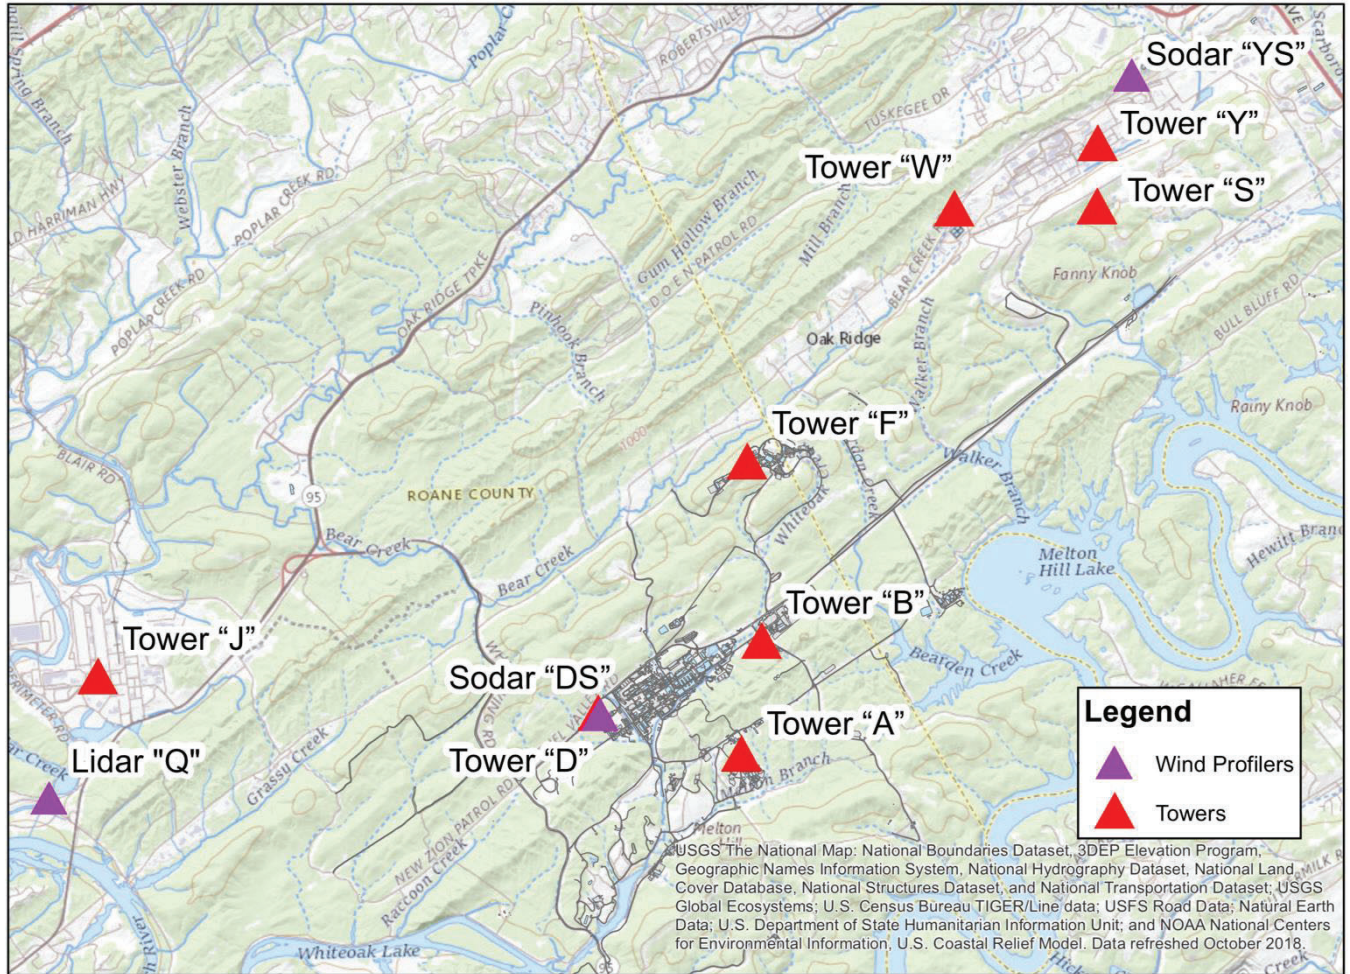 Sodar “YS”
Tower “Y”
Tower “W”
Tower “S”
ROBERTSVILLE
Poplar
TUSKEGEE DR
Webster Branch
POPLAR CREEK RD
HARRIMAN HWY
Gum Hollow Branch
D O E N PATROL RD
Mill Branch
BEAR CREEK
Fanny Knob
BULL BLUFF RD
OAK RIDGE TPKE
POPLAR CREEK RD
Pinhook Branch
Oak Ridge
Walker Branch
Rainy Knob
Tower “F”
1000
BLAIR RD
ROANE COUNTY
95
Walker Branch
Whiteoak
Creek
Bear Creek
Bear Creek
Melton
Hill Lake
Tower “B”
Bearden Creek
Tower “J”
Sodar “DS”
Tower “D”
Tower “A”
Melton Branch
Lidar "Q"
Grassy Creek
NEW ZION PATROL RD
Raccoon Creek
Melton
Whiteoak Lake
River
95
Legend
Wind Profilers
Towers
USGS The National Map: National Boundaries Dataset, 3DEP Elevation Program,
Geographic Names Information System, National Hydrography Dataset, National Land
Cover Database, National Structures Dataset, and National Transportation Dataset; USGS
Global Ecosystems; U.S. Census Bureau TIGER/Line data; USFS Road Data; Natural Earth
Data; U.S. Department of State Humanitarian Information Unit; and NOAA National Centers
for Environmental Information, U.S. Coastal Relief Model. Data refreshed October 2018.
Creek